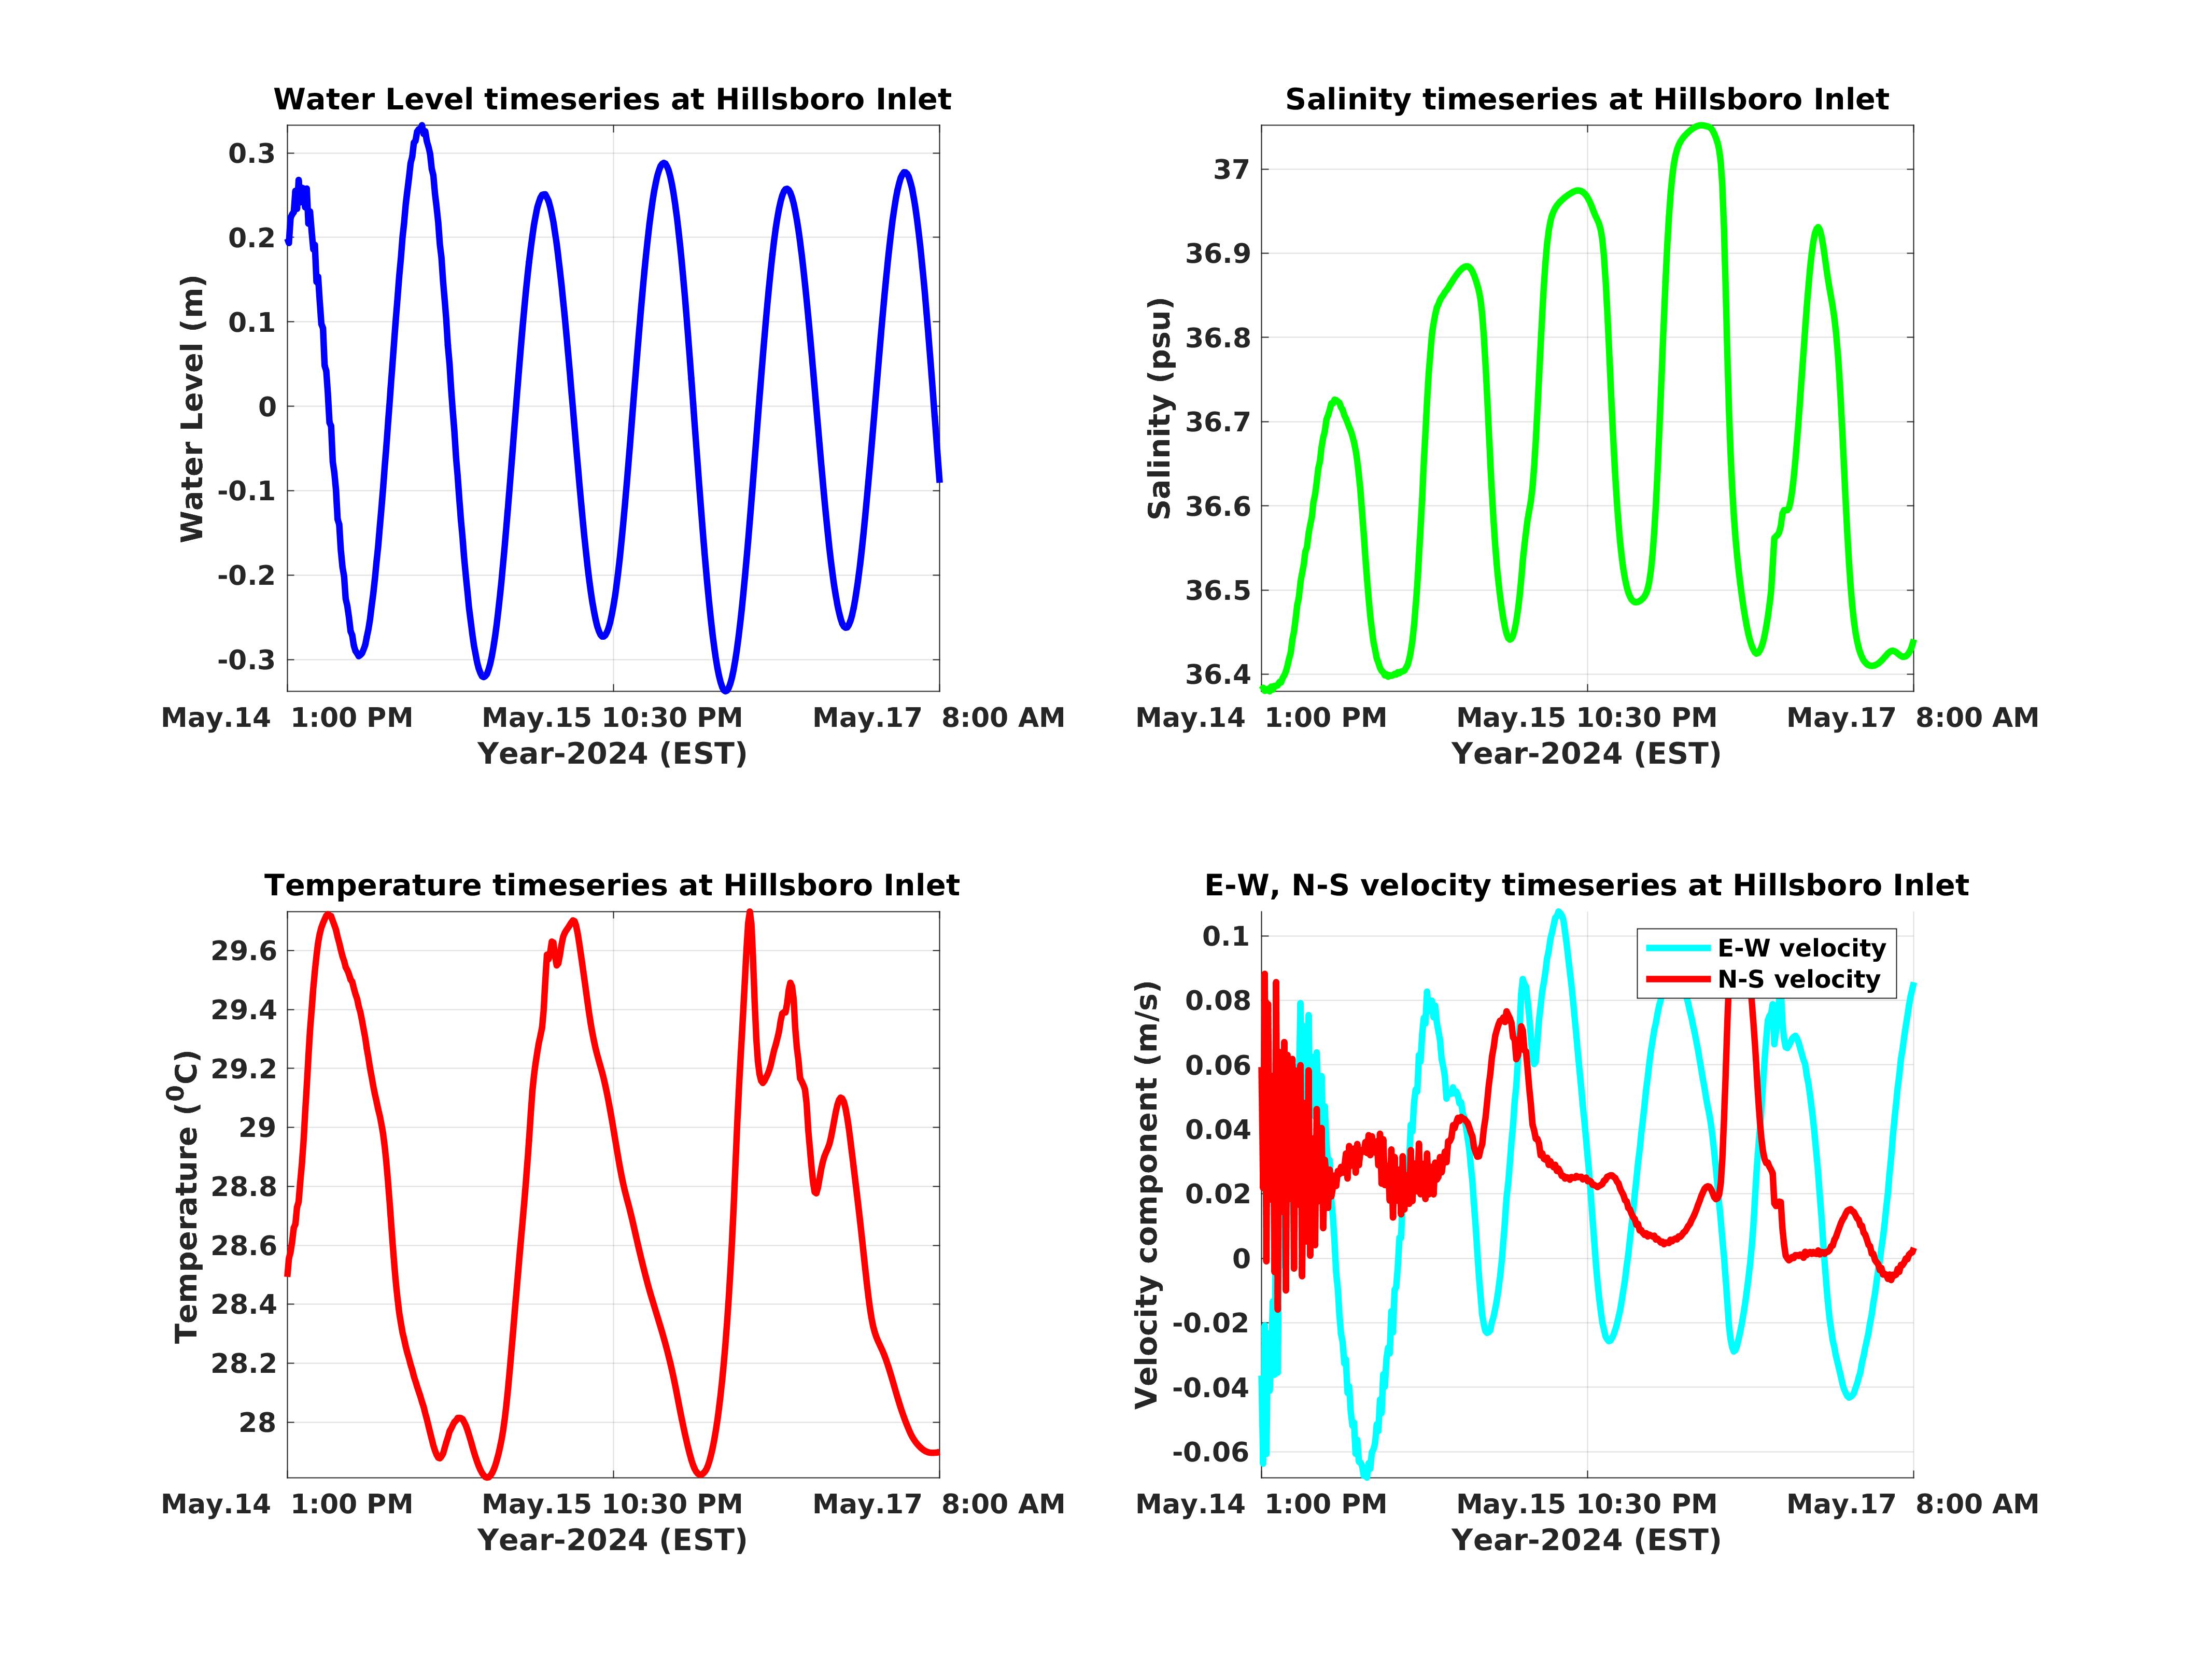 Water Level timeseries at Hillsboro Inlet
Water Level (m)
0.3
0.2
0.1
0
-0.1
-0.2
-0.3
May.14 1:00 PM May.15 10:30 PM May.17 8:00 AM
Year-2024 (EST)
Salinity timeseries at Hillsboro Inlet
Salinity (psu)
37
36.9
36.8
36.7
36.6
36.5
36.4
May.14 1:00 PM May.15 10:30 PM May.17 8:00 AM
Year-2024 (EST)
Temperature timeseries at Hillsboro Inlet
Temperature (⁰C)
29.6
29.4
29.2
29
28.8
28.6
28.4
28.2
28
May.14 1:00 PM May.15 10:30 PM May.17 8:00 AM
Year-2024 (EST)
E-W, N-S velocity timeseries at Hillsboro Inlet
Velocity component (m/s)
0.1
0.08
0.06
0.04
0.02
0
-0.02
-0.04
-0.06
E-W velocity
N-S velocity
May.14 1:00 PM May.15 10:30 PM May.17 8:00 AM
Year-2024 (EST)